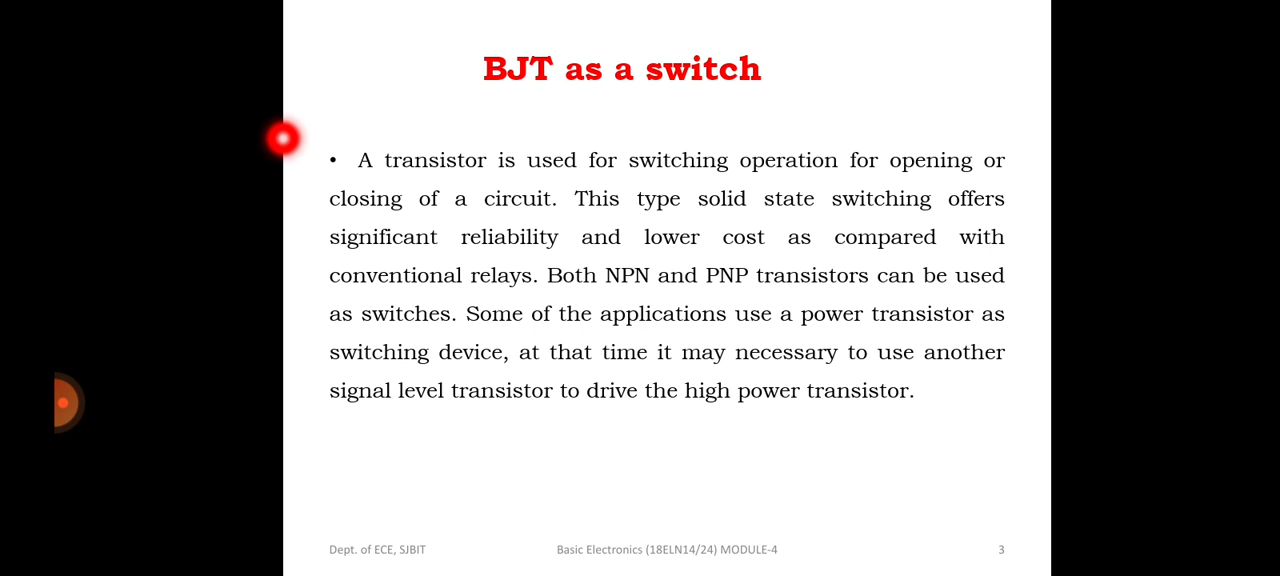 BJT as a switch
• A transistor is used for switching operation for opening or
closing of a circuit. This type solid state switching offers
significant reliability and lower cost as compared with
conventional relays. Both NPN and PNP transistors can be used
as switches. Some of the applications use a power transistor as
switching device, at that time it may necessary to use another
signal level transistor to drive the high power transistor.
Dept. of ECE, SJBIT Basic Electronics (18ELN14/24) MODULE-4 3